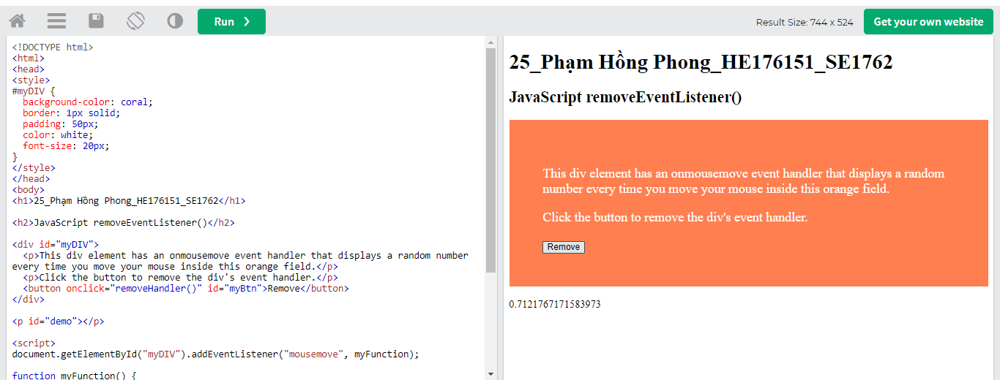 Run ❯
Result Size: 744 x 524
Get your own website
<!DOCTYPE html>
<html>
<head>
<style>
#myDIV {
  background-color: coral;
  border: 1px solid;
  padding: 50px;
  color: white;
  font-size: 20px;
}
</style>
</head>
<body>
<h1>25_Phạm Hồng Phong_HE176151_SE1762</h1>
<h2>JavaScript removeEventListener()</h2>
<div id="myDIV">
  <p>This div element has an onmousemove event handler that displays a random number
every time you move your mouse inside this orange field.</p>
  <p>Click the button to remove the div's event handler.</p>
  <button onclick="removeHandler()" id="myBtn">Remove</button>
</div>
<p id="demo"></p>
<script>
document.getElementById("myDIV").addEventListener("mousemove", myFunction);
function myFunction() {
25_Phạm Hồng Phong_HE176151_SE1762
JavaScript removeEventListener()
This div element has an onmousemove event handler that displays a random
number every time you move your mouse inside this orange field.
Click the button to remove the div's event handler.
Remove
0.7121767171583973